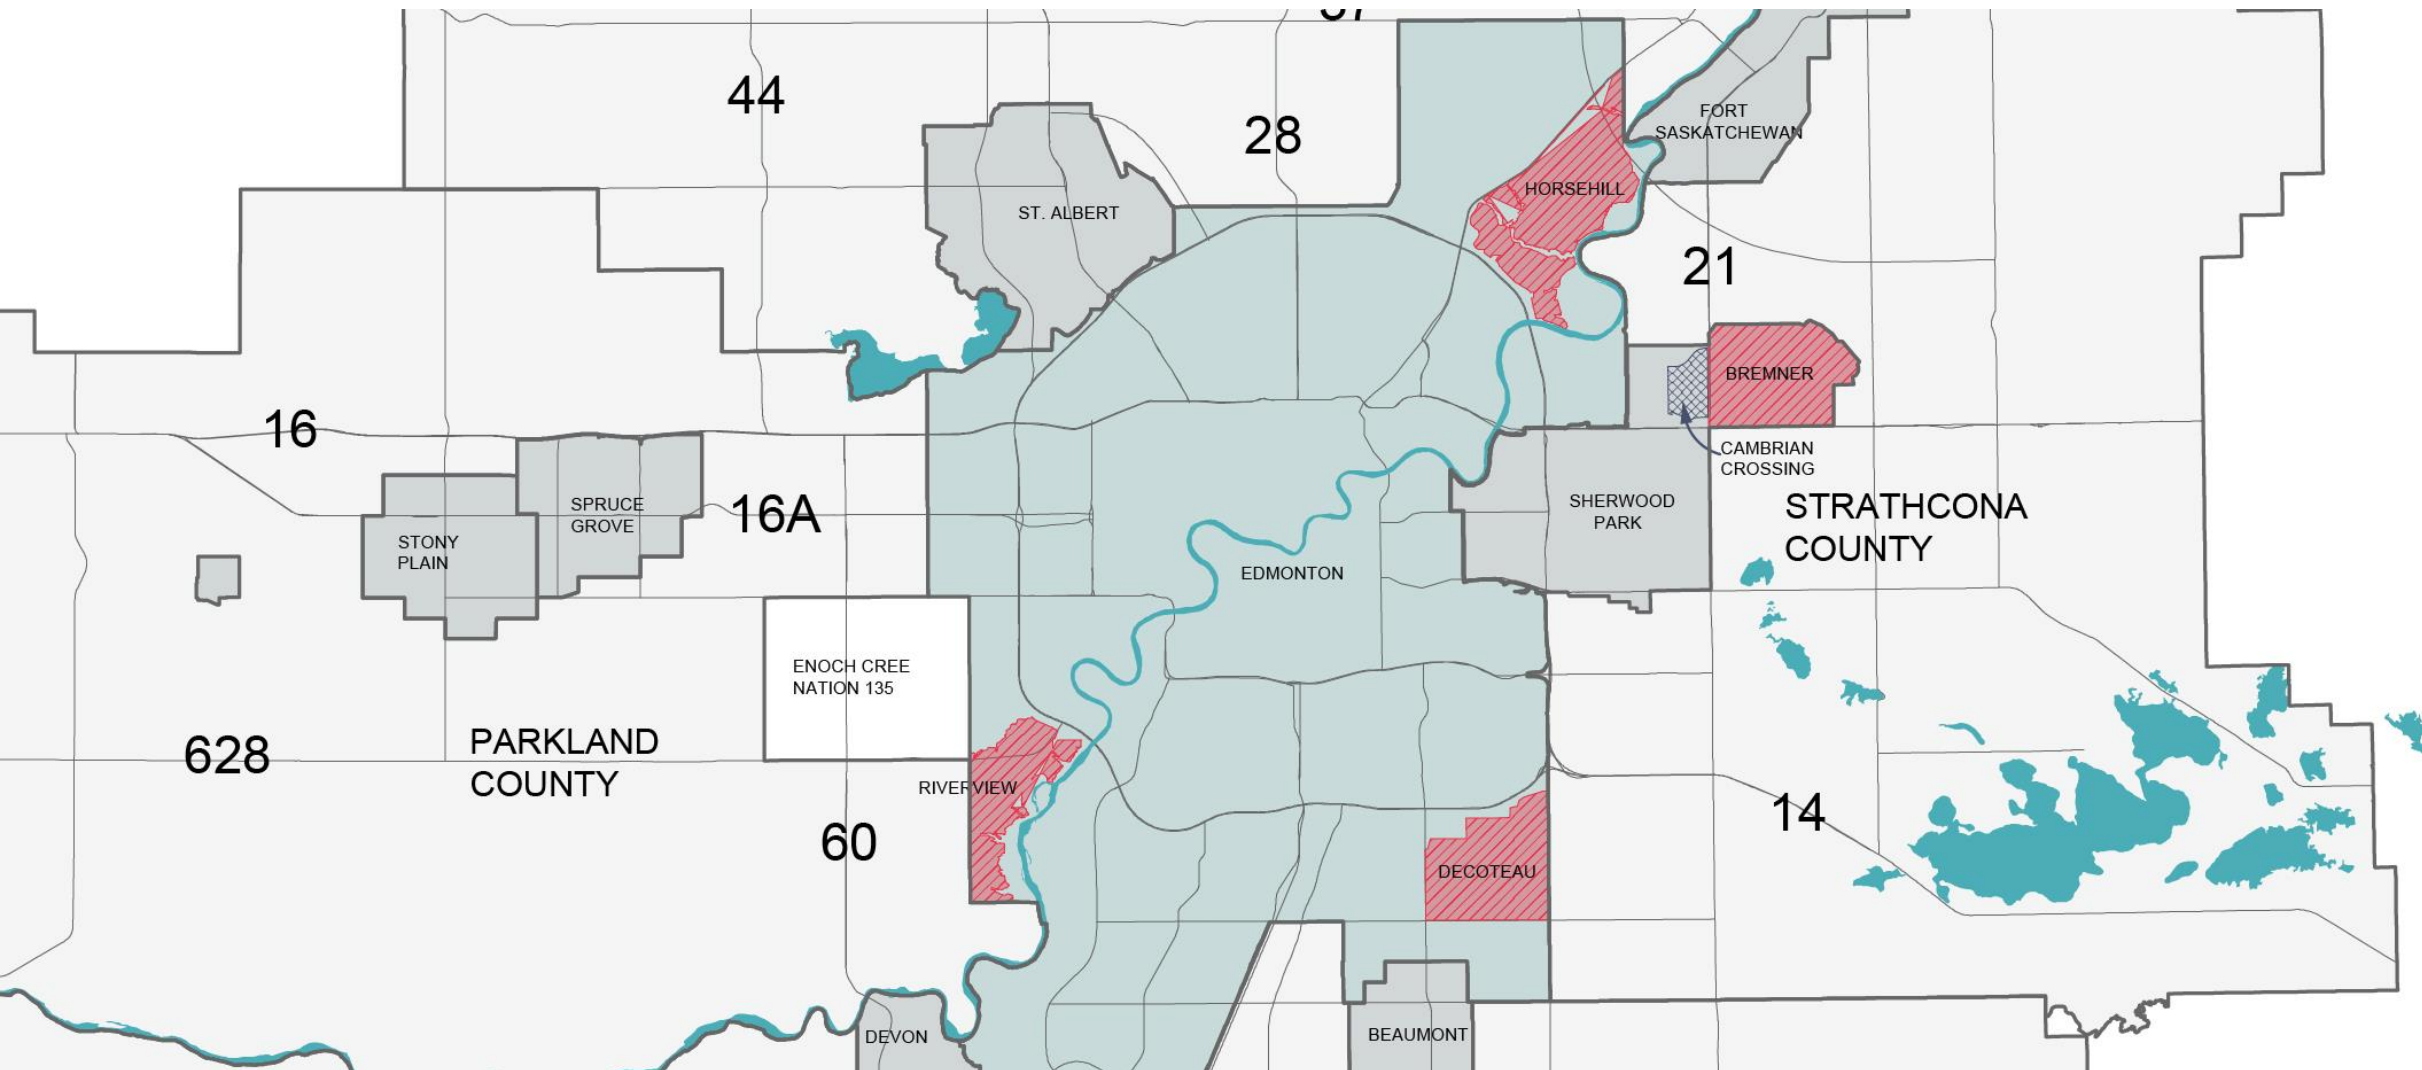 44
28
FORT
SASKATCHEWAN
HORSEHILL
ST. ALBERT
21
BREMNER
16
CAMBRIAN
CROSSING
SPRUCE
GROVE
16A
SHERWOOD
PARK
STRATHCONA
COUNTY
STONY
PLAIN
EDMONTON
ENOCH CREE
NATION 135
628
PARKLAND
COUNTY
RIVERVIEW
14
60
DECOTEAU
DEVON
BEAUMONT